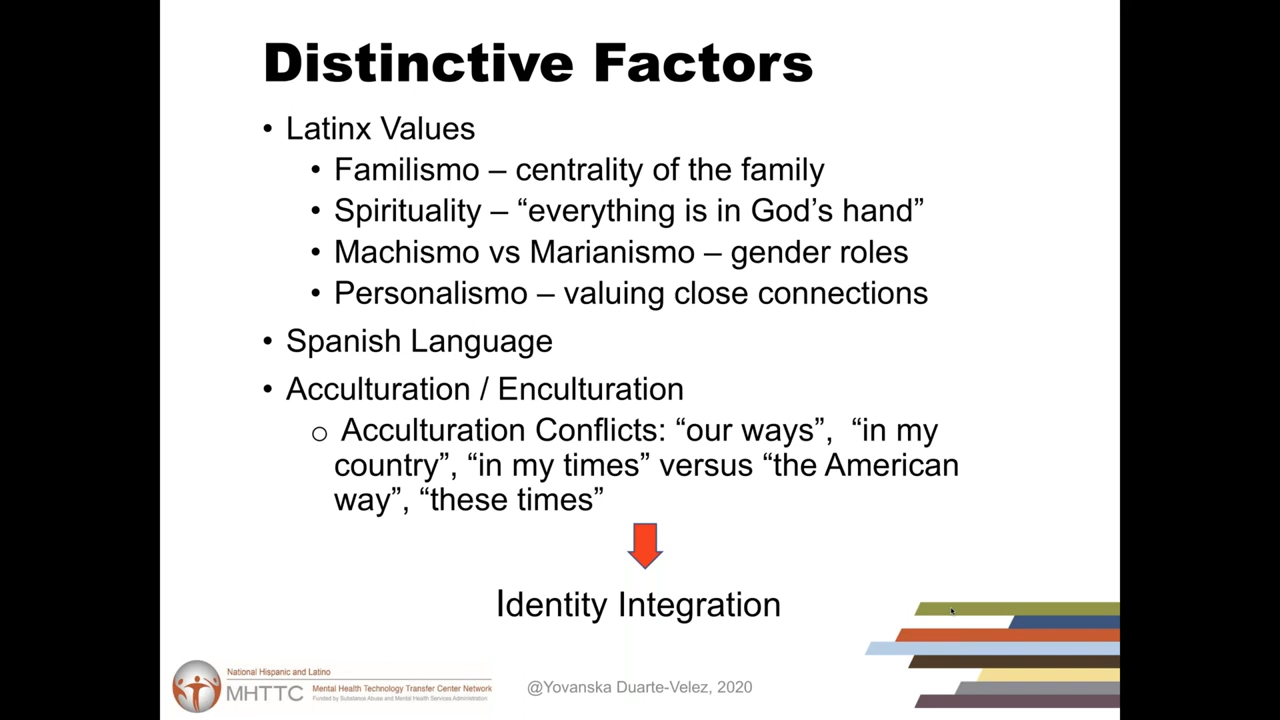 Distinctive Factors
• Latinx Values
• Familismo – centrality of the family
• Spirituality – “everything is in God’s hand”
• Machismo vs Marianismo – gender roles
• Personalismo – valuing close connections
• Spanish Language
• Acculturation / Enculturation
o Acculturation Conflicts: “our ways”, “in my
country”, “in my times” versus “the American
way”, “these times”
Identity Integration
National Hispanic and Latino
MHTTC Mental Health Technology Transfer Center Network
Funded by Substance Abuse and Mental Health Services Administration
@Yovanska Duarte-Velez, 2020